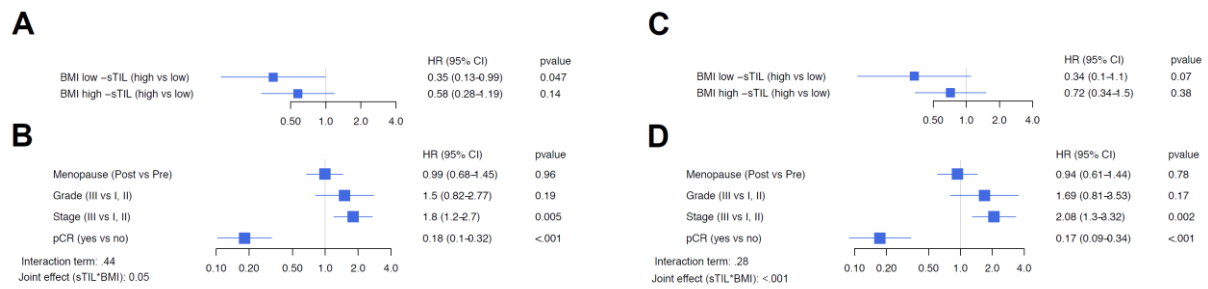 A
HR (95% CI) pvalue
BMI low –sTIL (high vs low) 0.35 (0.13–0.99) 0.047
BMI high –sTIL (high vs low) 0.58 (0.28–1.19) 0.14
0.50 1.0 2.0 4.0
B
HR (95% CI) pvalue
Menopause (Post vs Pre) 0.99 (0.68–1.45) 0.96
Grade (III vs I, II) 1.5 (0.82–2.77) 0.19
Stage (III vs I, II) 1.8 (1.2–2.7) 0.005
pCR (yes vs no) 0.18 (0.1–0.32) <.001
Interaction term: .44
0.10 0.20 0.50 1.0 2.0 4.0
Joint effect (sTIL*BMI): 0.05
C
HR (95% CI) pvalue
BMI low –sTIL (high vs low) 0.34 (0.1–1.1) 0.07
BMI high –sTIL (high vs low) 0.72 (0.34–1.5) 0.38
0.50 1.0 2.0 4.0
D
HR (95% CI) pvalue
Menopause (Post vs Pre) 0.94 (0.61–1.44) 0.78
Grade (III vs I, II) 1.69 (0.81–3.53) 0.17
Stage (III vs I, II) 2.08 (1.3–3.32) 0.002
pCR (yes vs no) 0.17 (0.09–0.34) <.001
Interaction term: .28
0.10 0.20 0.50 1.0 2.0 4.0
Joint effect (sTIL*BMI): <.001